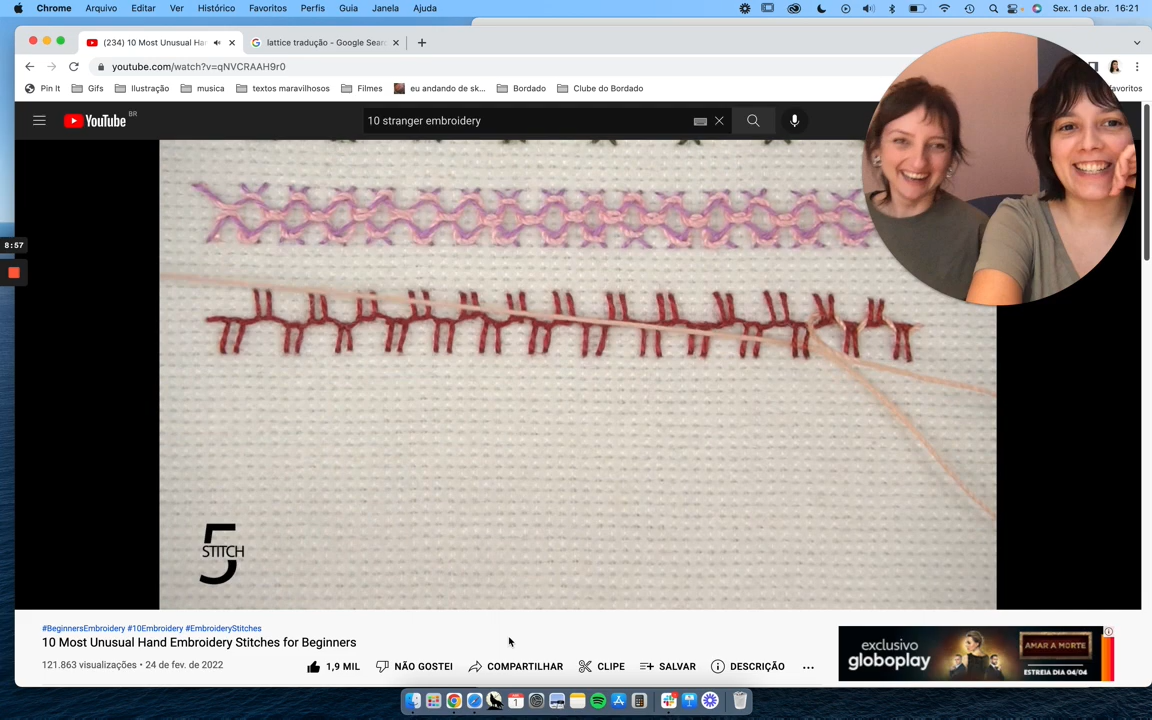 Chrome Arquivo Editar Ver Histórico Favoritos Perfis Guia Janela Ajuda Sex. 1 de abr. 16:21
(234) 10 Most Unusual Ha
lattice tradução - Google Sear
youtube.com/watch?v=qNVCRAAH9r0
Pin It Gifs Ilustração musica textos maravilhosos Filmes eu andando de sk... Bordado Clube do Bordado favoritos
YouTube BR
10 stranger embroidery
8:57
5
STITCH
#BeginnersEmbroidery #10Embroidery #EmbroideryStitches
10 Most Unusual Hand Embroidery Stitches for Beginners
121.863 visualizações • 24 de fev. de 2022
1,9 MIL NÃO GOSTEI COMPARTILHAR CLIPE SALVAR DESCRIÇÃO ...
exclusivo
globoplay
AMAR A MORTE
ESTREIA DIA 04/04